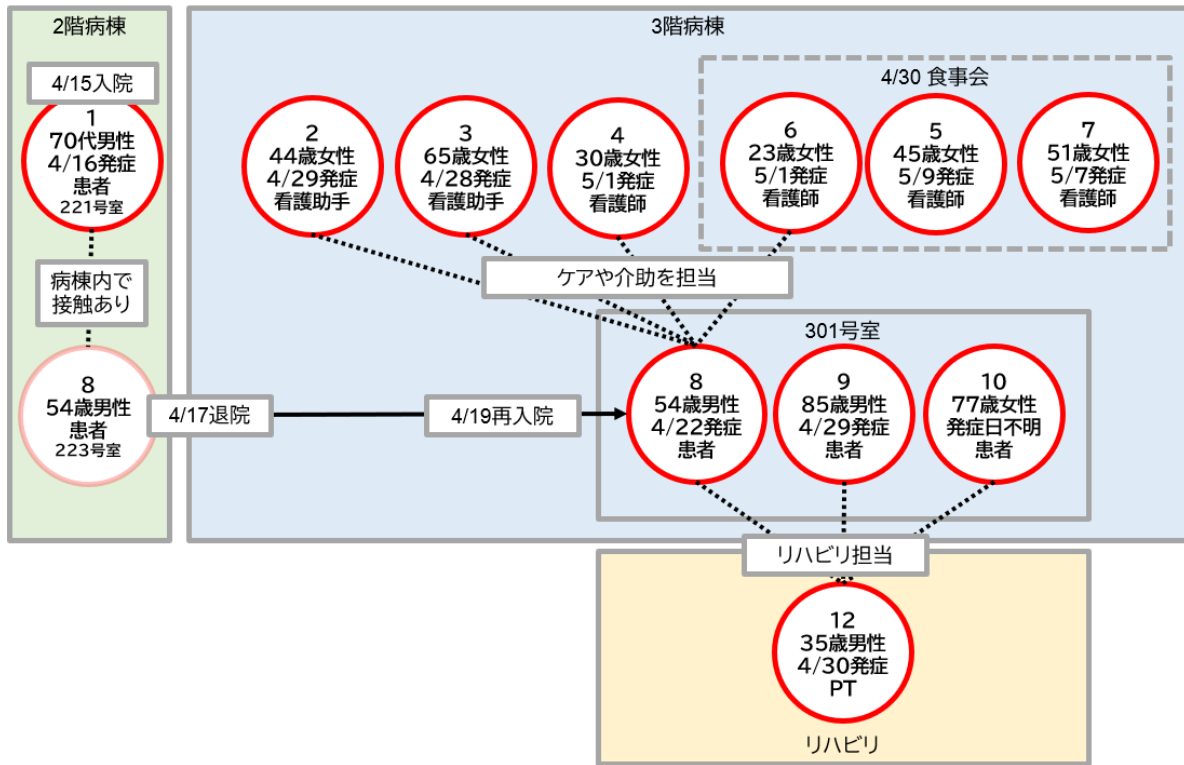 2階病棟
4/15入院
1
70代男性
4/16発症
患者
221号室
病棟内で
接触あり
8
54歳男性
患者
223号室
4/17退院
4/19再入院
3階病棟
2
44歳女性
4/29発症
看護助手
3
65歳女性
4/28発症
看護助手
4
30歳女性
5/1発症
看護師
4/30 食事会
6
23歳女性
5/1発症
看護師
5
45歳女性
5/9発症
看護師
7
51歳女性
5/7発症
看護師
ケアや介助を担当
301号室
8
54歳男性
4/22発症
患者
9
85歳男性
4/29発症
患者
10
77歳女性
発症日不明
患者
リハビリ担当
12
35歳男性
4/30発症
PT
リハビリ